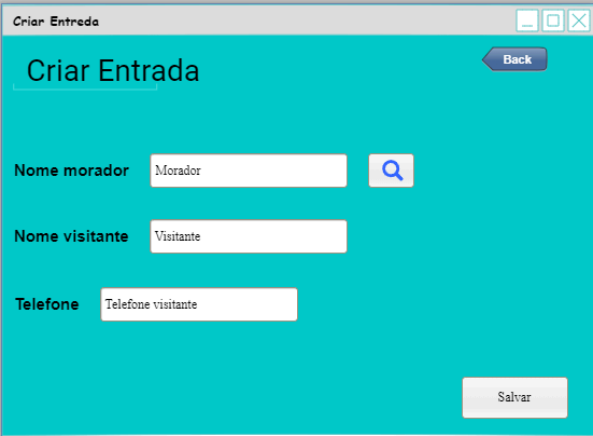 Criar Entreda
Back
Criar Entrada
Nome morador Morador
Nome visitante Visitante
Telefone Telefone visitante
Salvar